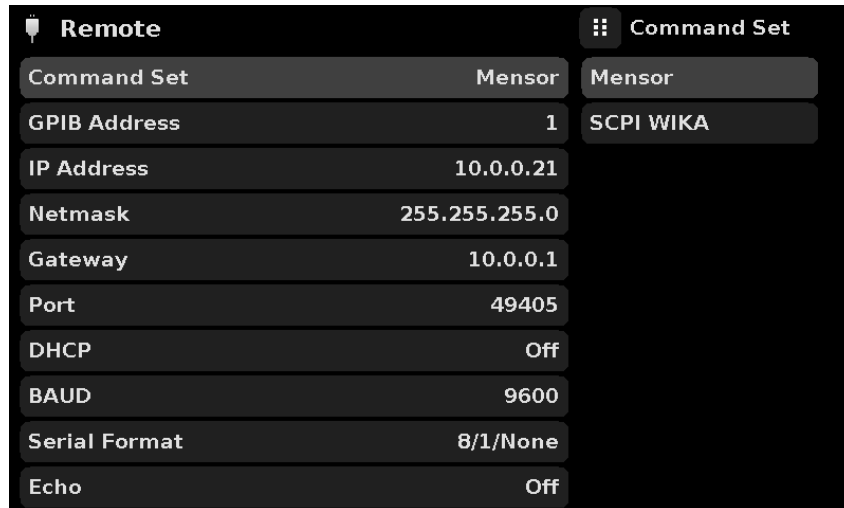 Remote
Command Set Mensor
GPIB Address 1
IP Address 10.0.0.21
Netmask 255.255.255.0
Gateway 10.0.0.1
Port 49405
DHCP Off
BAUD 9600
Serial Format 8/1/None
Echo Off
Command Set
Mensor
SCPI WIKA